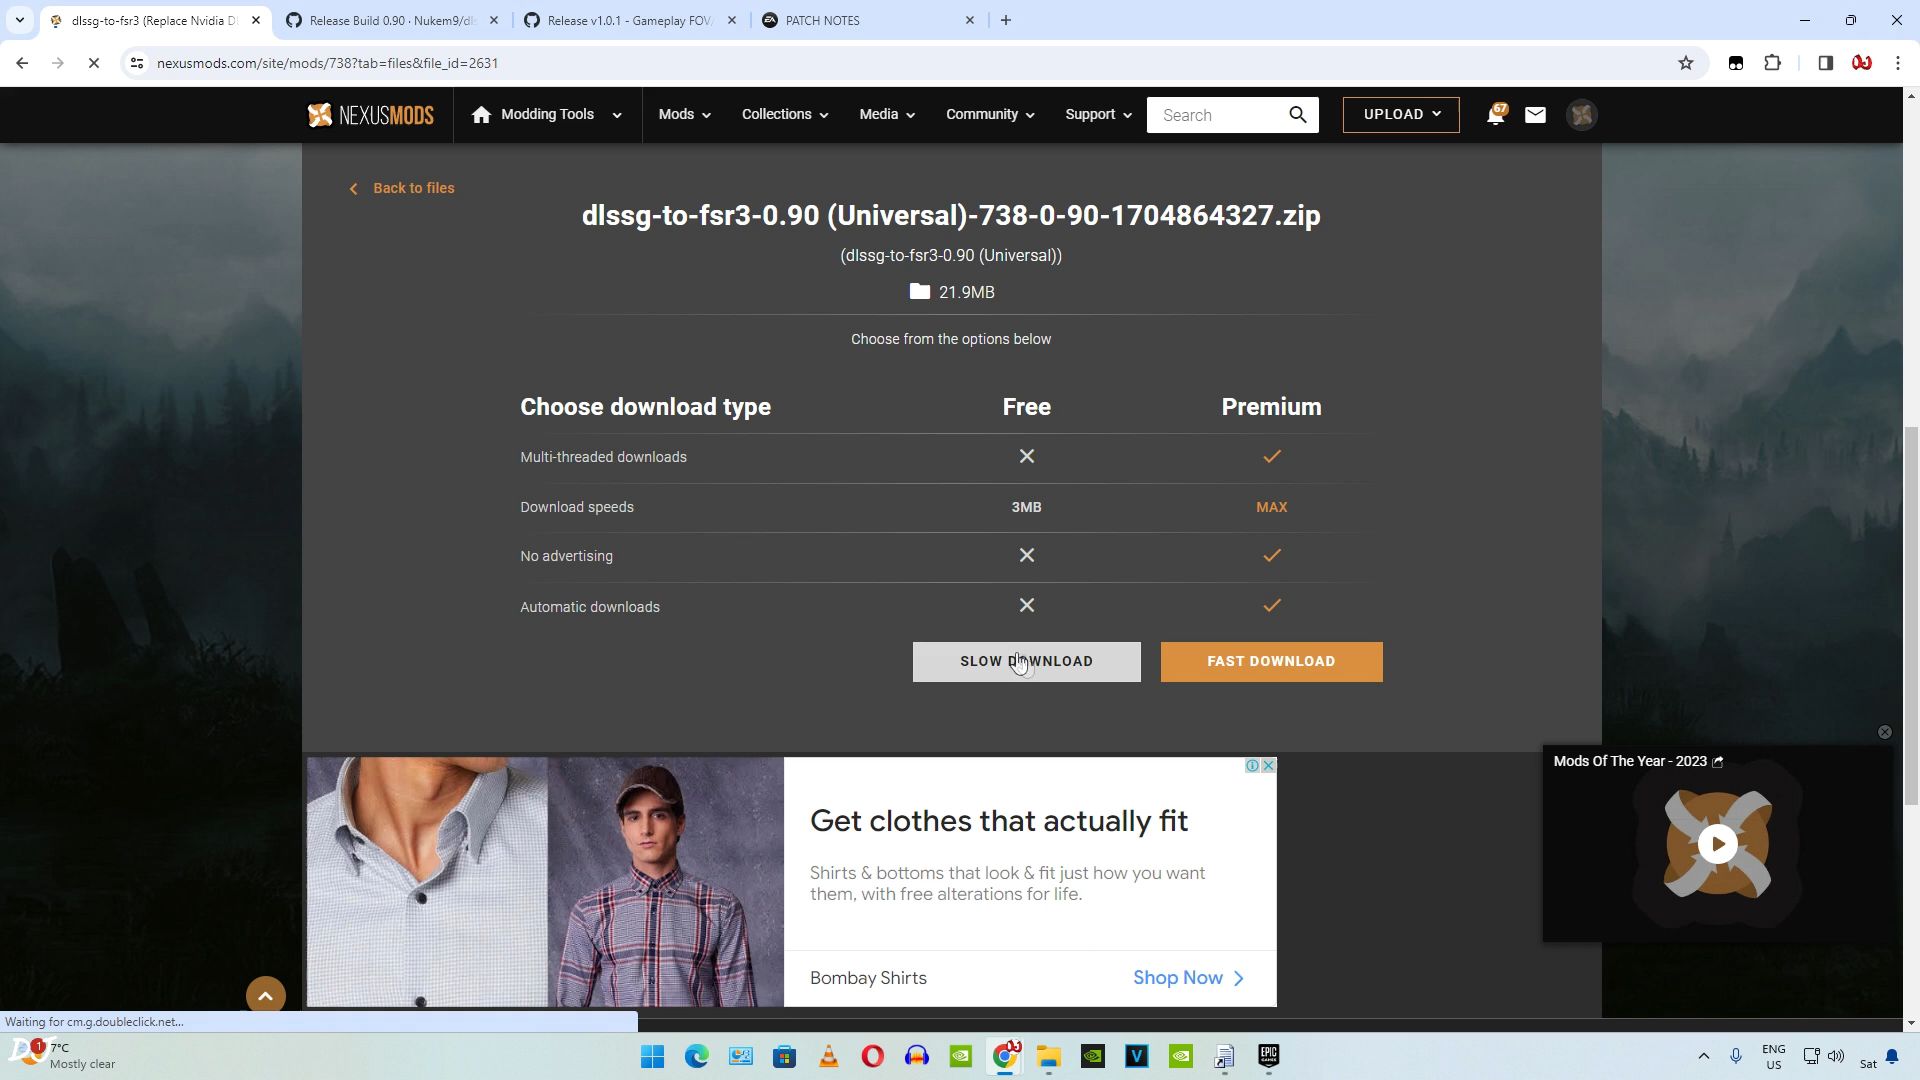 dlssg-to-fsr3 (Replace Nvidia D
Release Build 0.90 · Nukem9/dl
Release v1.0.1 - Gameplay FOV
PATCH NOTES
nexusmods.com/site/mods/738?tab=files&file_id=2631
NEXUSMODS
Modding Tools
Mods
Collections
Media
Community
Support
Search
UPLOAD
67
Back to files
dlssg-to-fsr3-0.90 (Universal)-738-0-90-1704864327.zip
(dlssg-to-fsr3-0.90 (Universal))
21.9MB
Choose from the options below
Choose download type Free Premium
Multi-threaded downloads
Download speeds 3MB MAX
No advertising
Automatic downloads
SLOW DOWNLOAD
FAST DOWNLOAD
Mods Of The Year - 2023
Get clothes that actually fit
Shirts & bottoms that look & fit just how you want
them, with free alterations for life.
Bombay Shirts
Shop Now
Waiting for cm.g.doubleclick.net...
DJ
1
7°C
Mostly clear
EPIC
GAMES
ENG
US
Sat